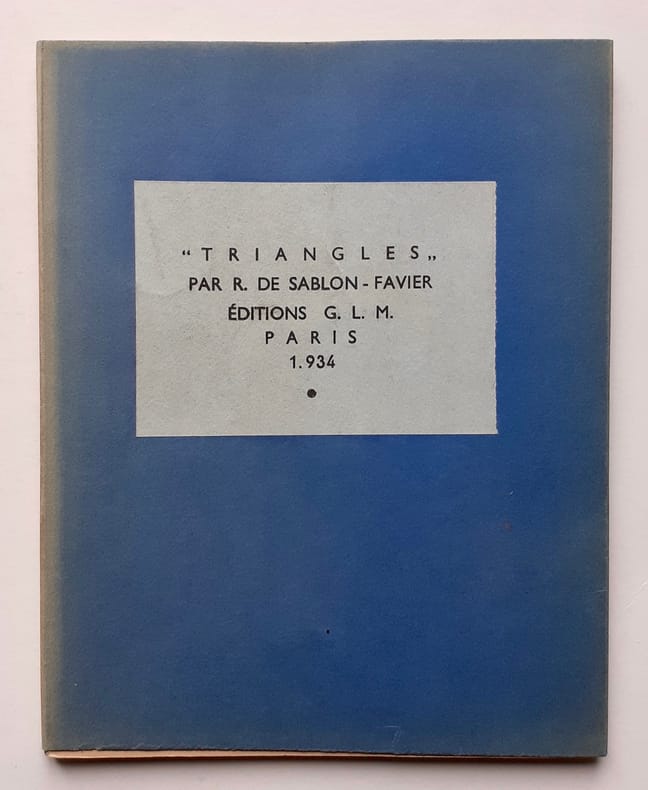 “TRIANGLES„
PAR R. DE SABLON-FAVIER
ÉDITIONS G. L. M.
PARIS
1.934